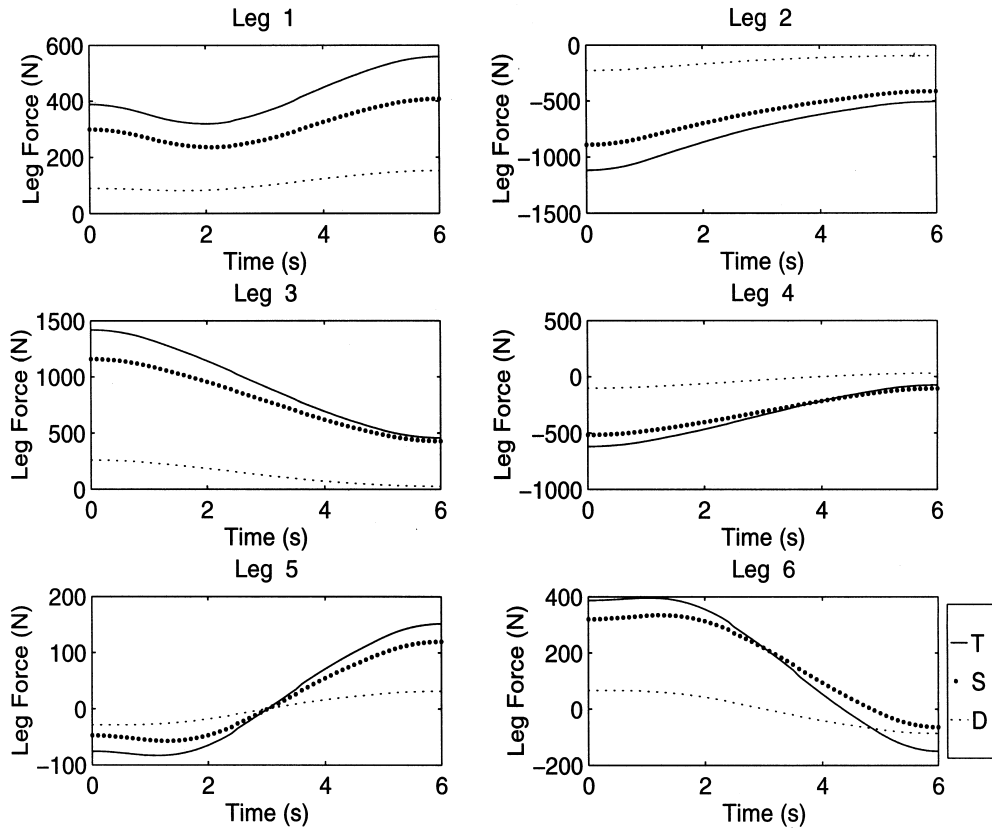 Leg 1
Leg Force (N)
600
400
200
0
0 2 4 6
Time (s)
Leg 2
Leg Force (N)
0
−500
−1000
−1500
0 2 4 6
Time (s)
Leg 3
Leg Force (N)
1500
1000
500
0
0 2 4 6
Time (s)
Leg 4
Leg Force (N)
500
0
−500
−1000
0 2 4 6
Time (s)
Leg 5
Leg Force (N)
200
100
0
−100
0 2 4 6
Time (s)
Leg 6
Leg Force (N)
400
200
0
−200
0 2 4 6
Time (s)
T
S
D